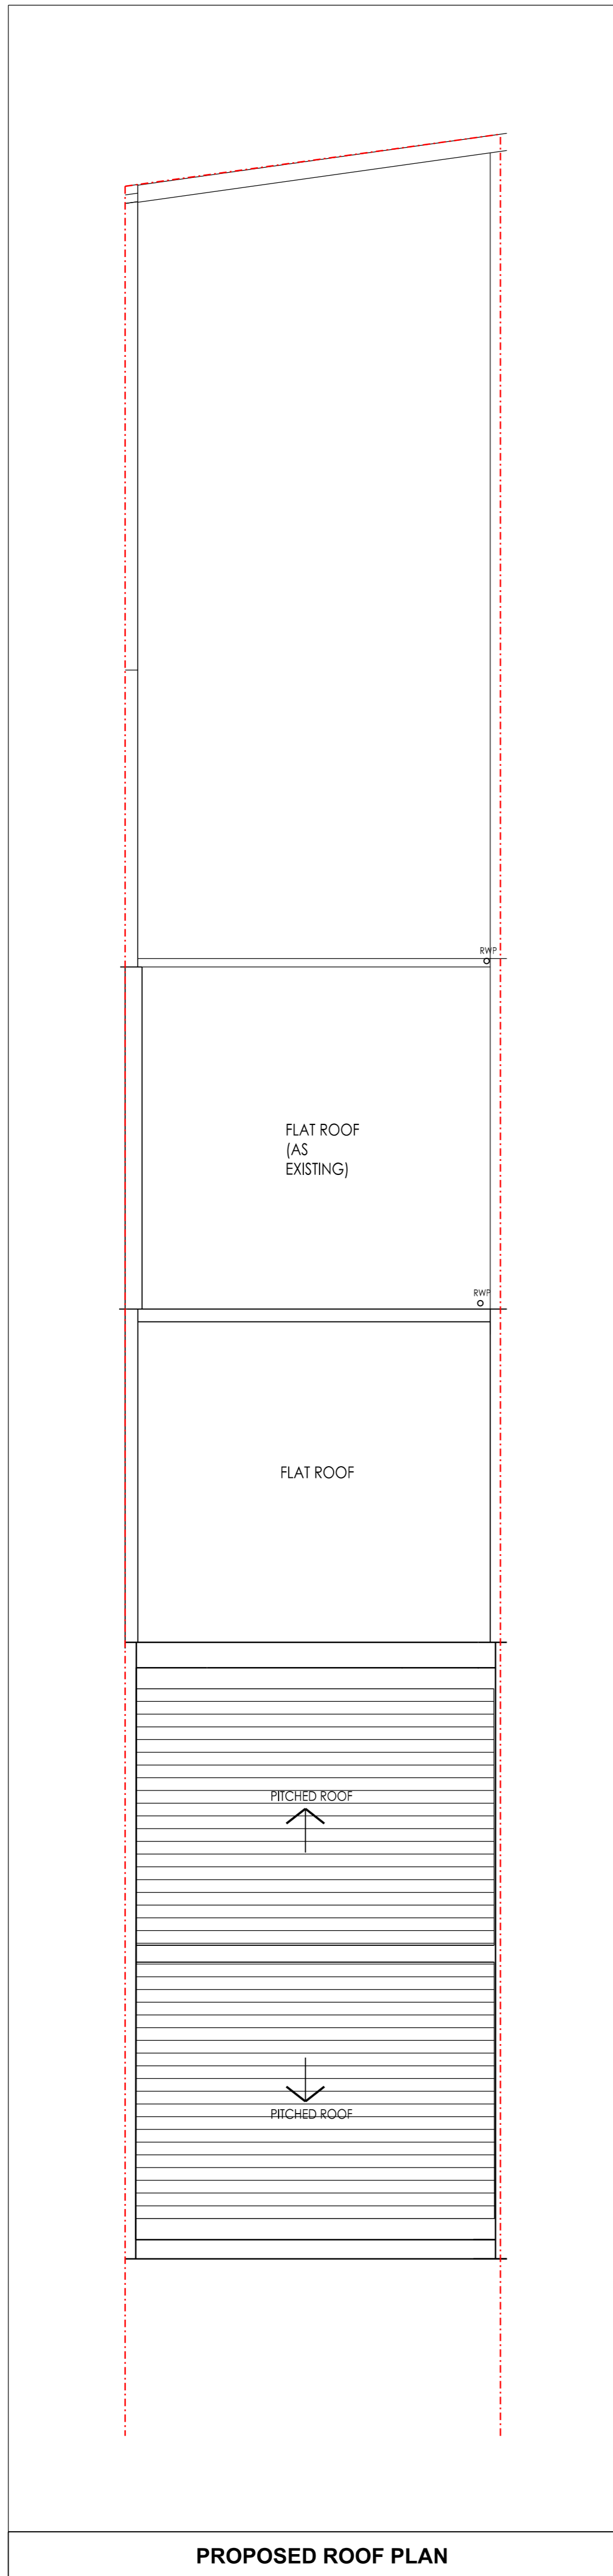 RWP
FLAT ROOF
(AS
EXISTING)
RWP
FLAT ROOF
PITCHED ROOF
PITCHED ROOF
PROPOSED ROOF PLAN